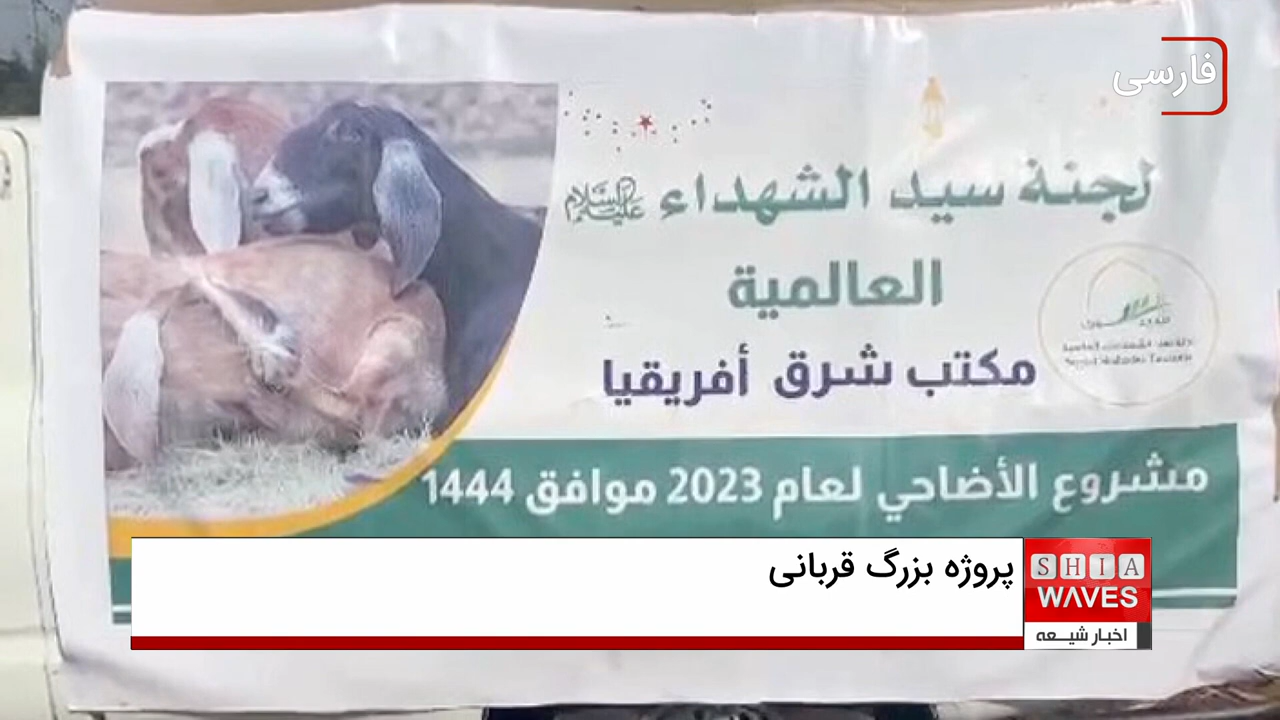 فارسی
لجنة سيد الشهداء عليه السلام
العالمية
مكتب شرق أفريقيا
مشروع الأضاحي لعام 2023 موافق 1444
پروژه بزرگ قربانی
SHIA
WAVES
اخبار شیعه